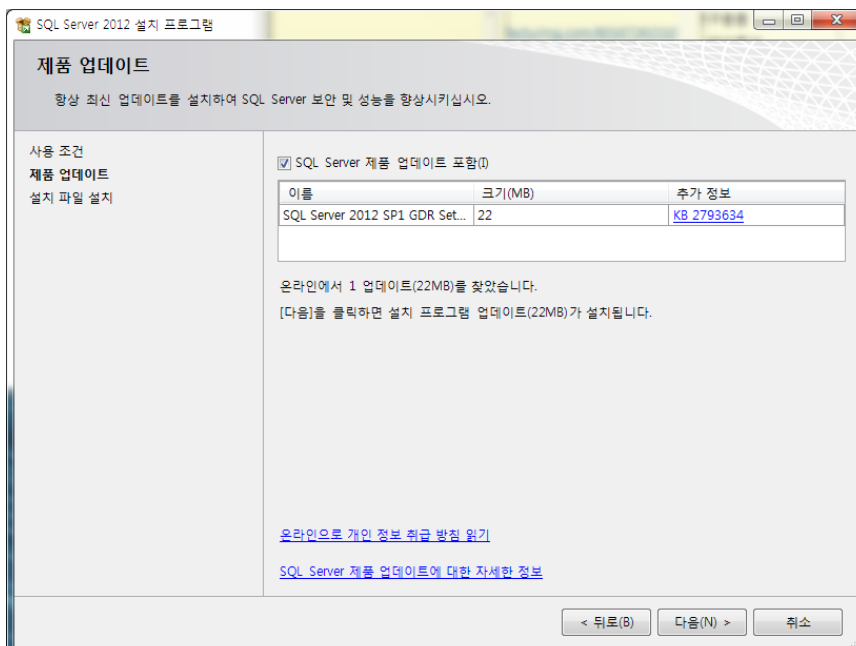 SQL Server 2012 설치 프로그램
제품 업데이트
항상 최신 업데이트를 설치하여 SQL Server 보안 및 성능을 향상시키십시오.
사용 조건
제품 업데이트
설치 파일 설치
SQL Server 제품 업데이트 포함(I)
이름 크기(MB) 추가 정보
SQL Server 2012 SP1 GDR Set... 22 KB 2793634
온라인에서 1 업데이트(22MB)를 찾았습니다.
[다음]을 클릭하면 설치 프로그램 업데이트(22MB)가 설치됩니다.
온라인으로 개인 정보 취급 방침 읽기
SQL Server 제품 업데이트에 대한 자세한 정보
< 뒤로(B) 다음(N) > 취소